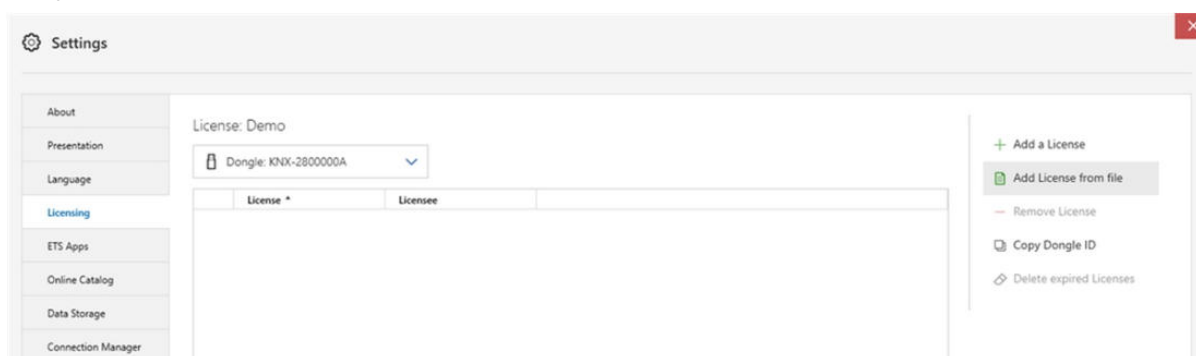 Settings
About
Presentation
Language
Licensing
ETS Apps
Online Catalog
Data Storage
Connection Manager
License: Demo
Dongle: KNX-2800000A
License Licensee
Add a License
Add License from file
Remove License
Copy Dongle ID
Delete expired Licenses